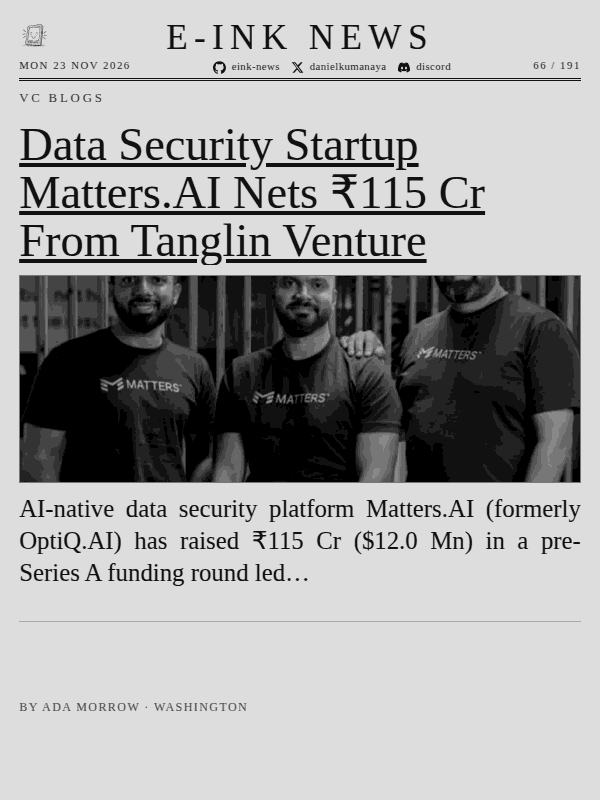 E-INK NEWS
MON 23 NOV 2026
eink-news danielkumanaya discord
66 / 191
VC BLOGS
Data Security Startup
Matters.AI Nets ₹115 Cr
From Tanglin Venture
MATTERS
MATTERS
MATTERS
AI-native data security platform Matters.AI (formerly
OptiQ.AI) has raised ₹115 Cr ($12.0 Mn) in a pre-
Series A funding round led…
BY ADA MORROW · WASHINGTON